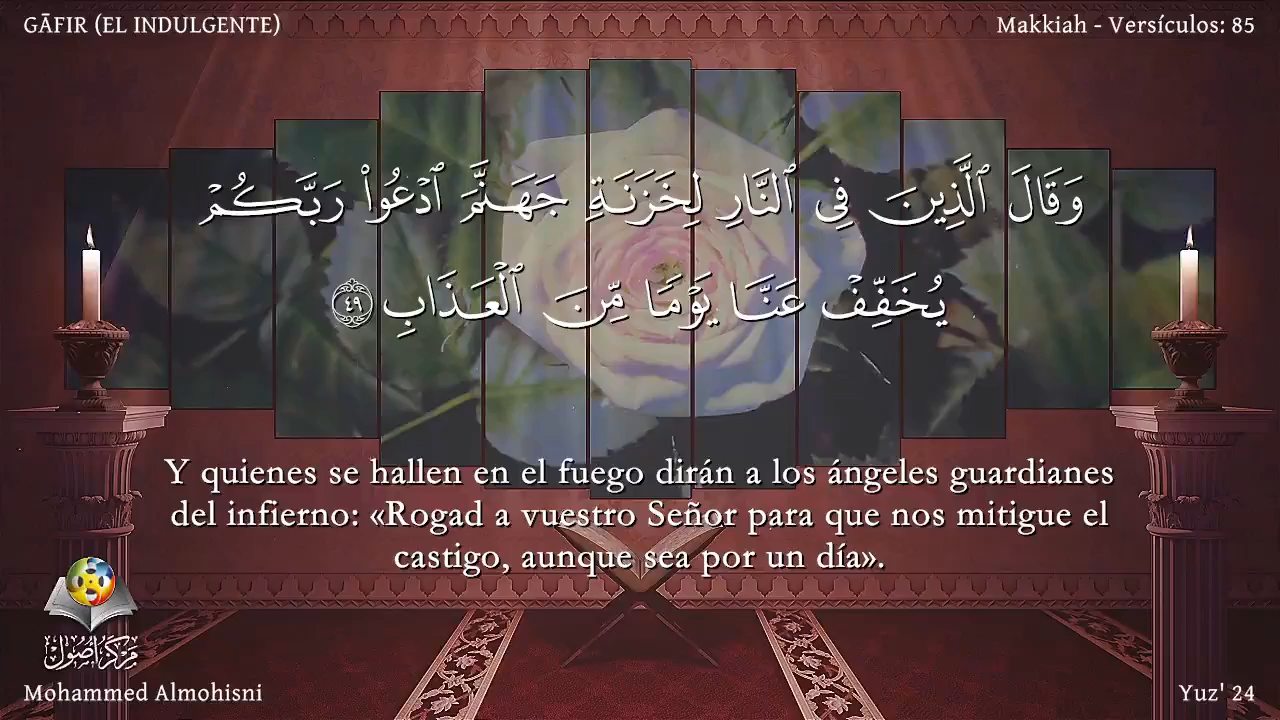 GĀFIR (EL INDULGENTE)
Makkiah - Versículos: 85
وَقَالَ ٱلَّذِينَ فِى ٱلنَّارِ لِخَزَنَةِ جَهَنَّمَ ٱدْعُوا۟ رَبَّكُمْ
يُخَفِّفْ عَنَّا يَوْمًا مِّنَ ٱلْعَذَابِ ٤٩
Y quienes se hallen en el fuego dirán a los ángeles guardianes
del infierno: «Rogad a vuestro Señor para que nos mitigue el
castigo, aunque sea por un día».
مركز أصول
Mohammed Almohisni
Yuz' 24